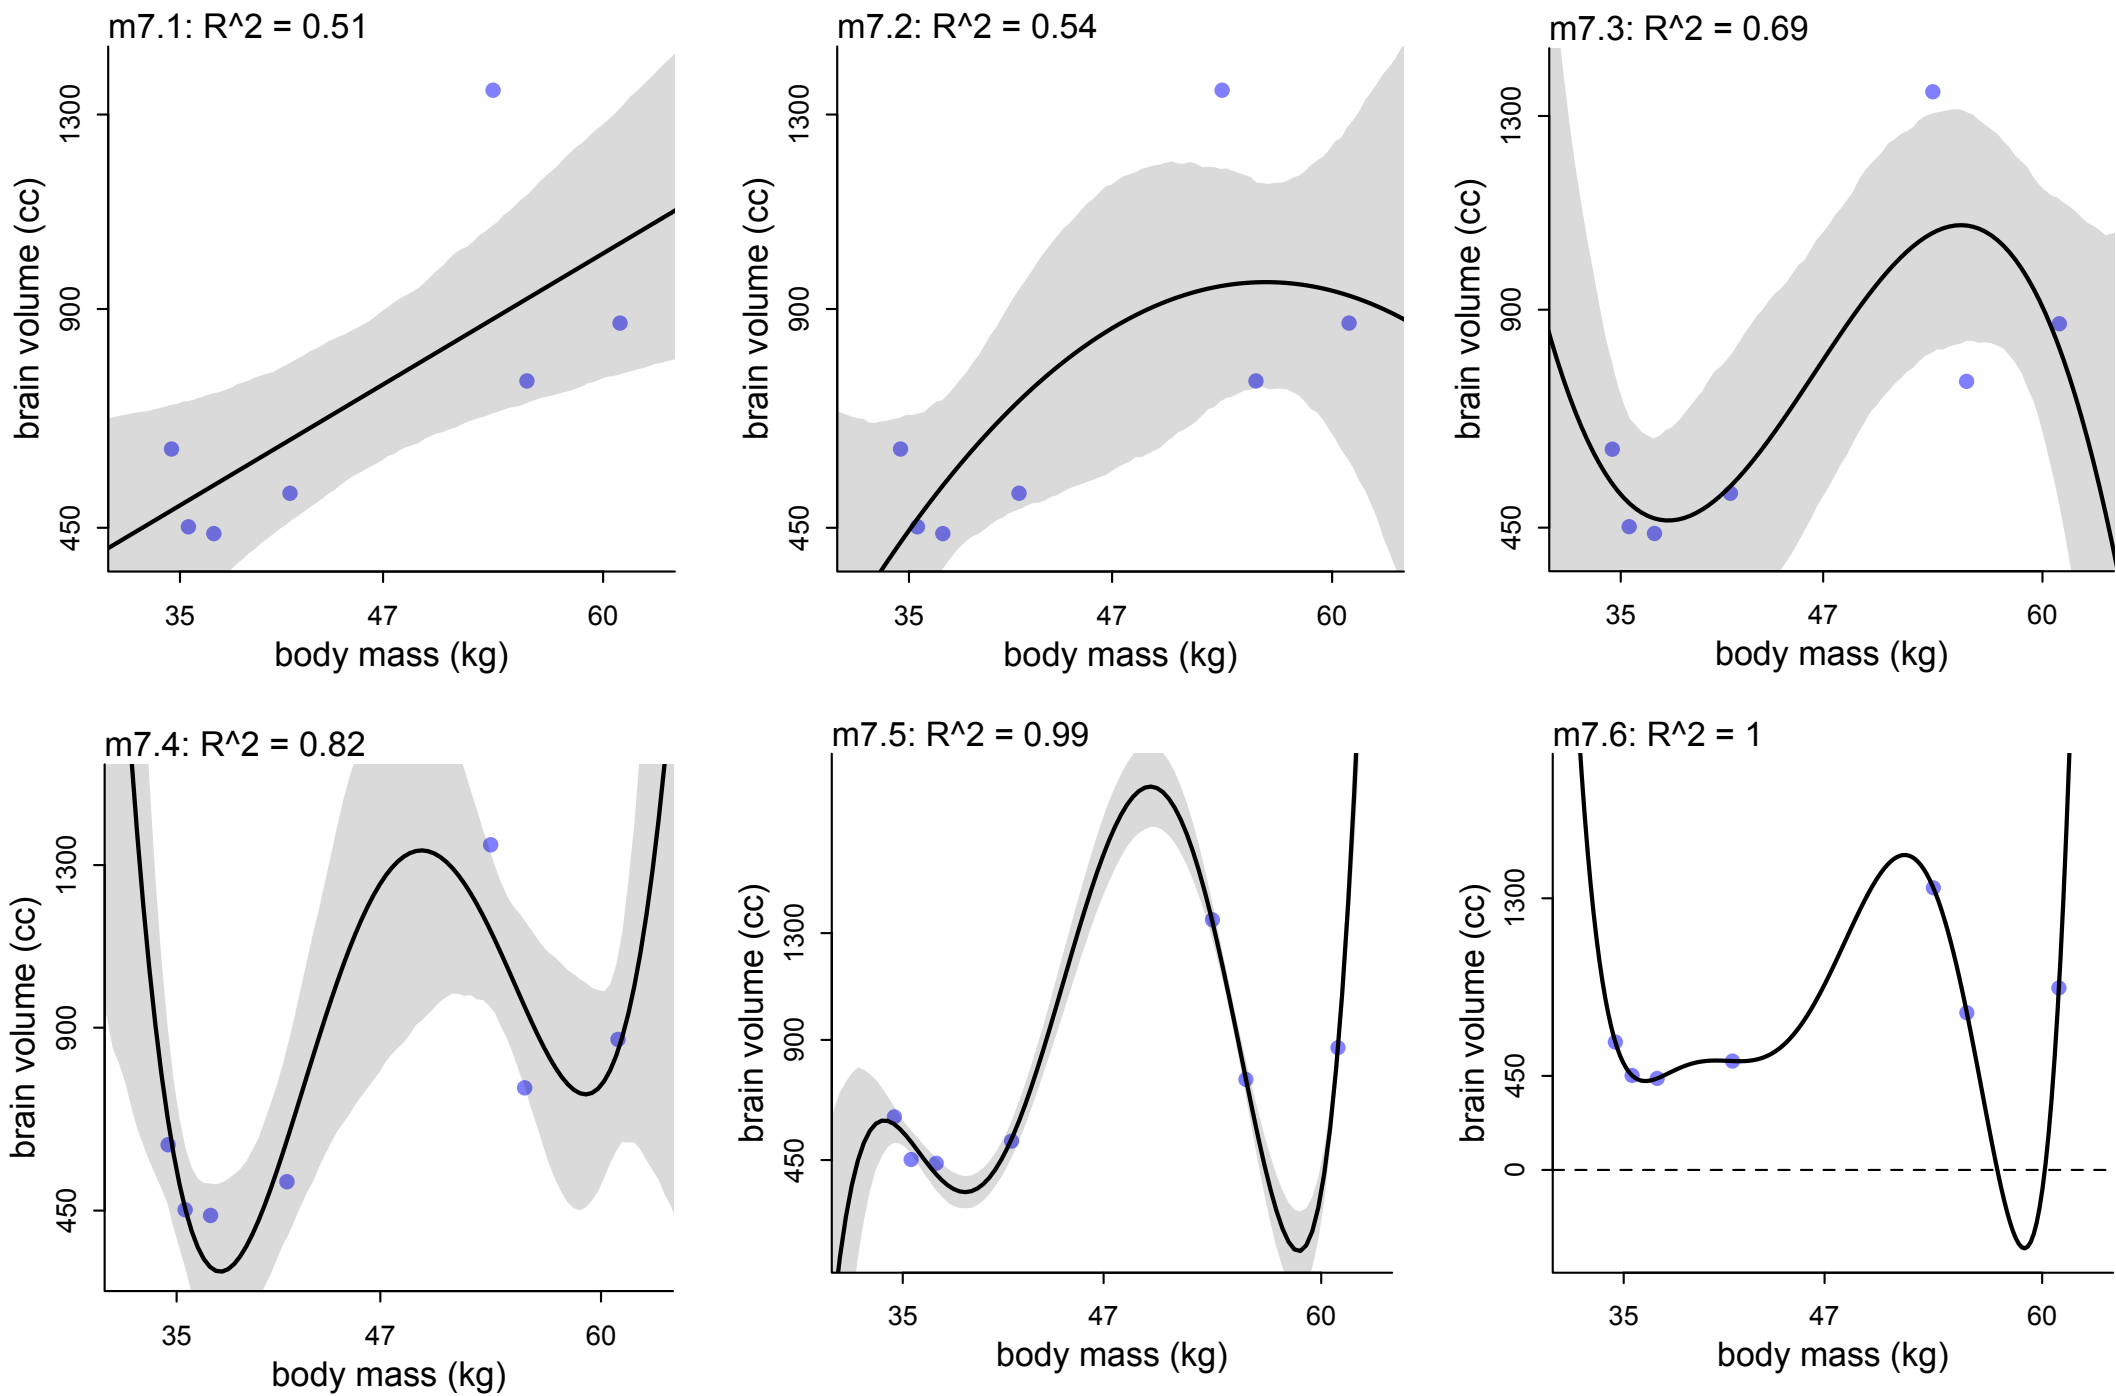 m7.1: R^2 = 0.51
brain volume (cc)
1300
900
450
35 47 60
body mass (kg)
m7.2: R^2 = 0.54
brain volume (cc)
1300
900
450
35 47 60
body mass (kg)
m7.3: R^2 = 0.69
brain volume (cc)
1300
900
450
35 47 60
body mass (kg)
m7.4: R^2 = 0.82
brain volume (cc)
1300
900
450
35 47 60
body mass (kg)
m7.5: R^2 = 0.99
brain volume (cc)
1300
900
450
35 47 60
body mass (kg)
m7.6: R^2 = 1
brain volume (cc)
1300
450
0
35 47 60
body mass (kg)